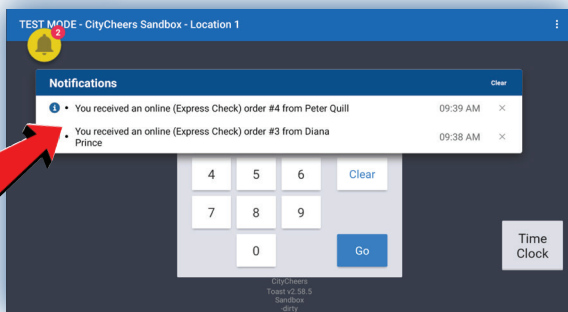 TEST MODE - CityCheers Sandbox - Location 1
2
Notifications
Clear
You received an online (Express Check) order #4 from Peter Quill
09:39 AM
You received an online (Express Check) order #3 from Diana
Prince
09:38 AM
4 5 6 Clear
7 8 9
0 Go
Time
Clock
CityCheers
Toast v2.58.5
Sandbox
-dirty